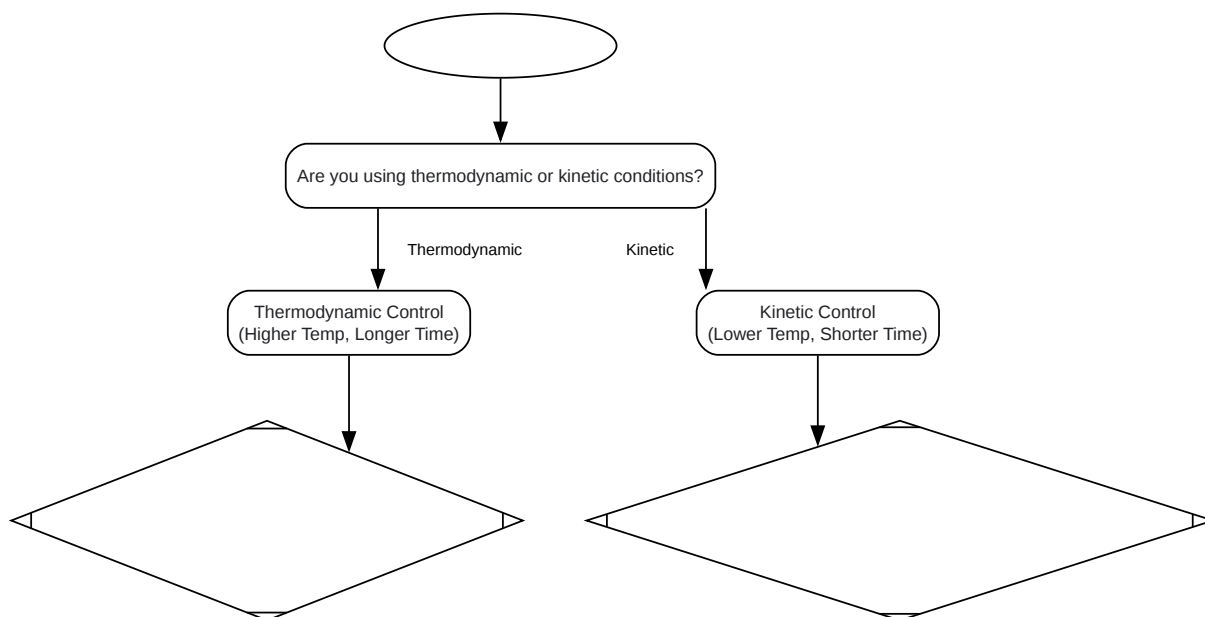 Are you using thermodynamic or kinetic conditions?
Thermodynamic
Kinetic
Thermodynamic Control
(Higher Temp, Longer Time)
Kinetic Control
(Lower Temp, Shorter Time)